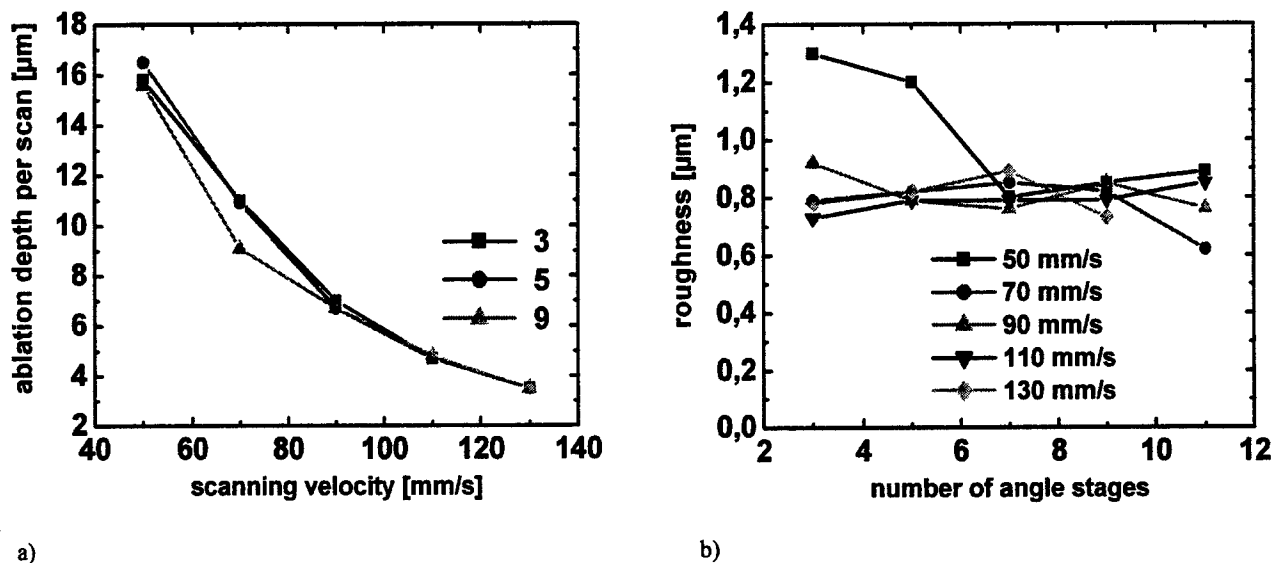 18
16
14
12
10
8
6
4
2
40 60 80 100 120 140
ablation depth per scan [µm]
scanning velocity [mm/s]
3
5
9
a)
1,4
1,2
1,0
0,8
0,6
0,4
0,2
0,0
2 4 6 8 10 12
roughness [µm]
number of angle stages
50 mm/s
70 mm/s
90 mm/s
110 mm/s
130 mm/s
b)